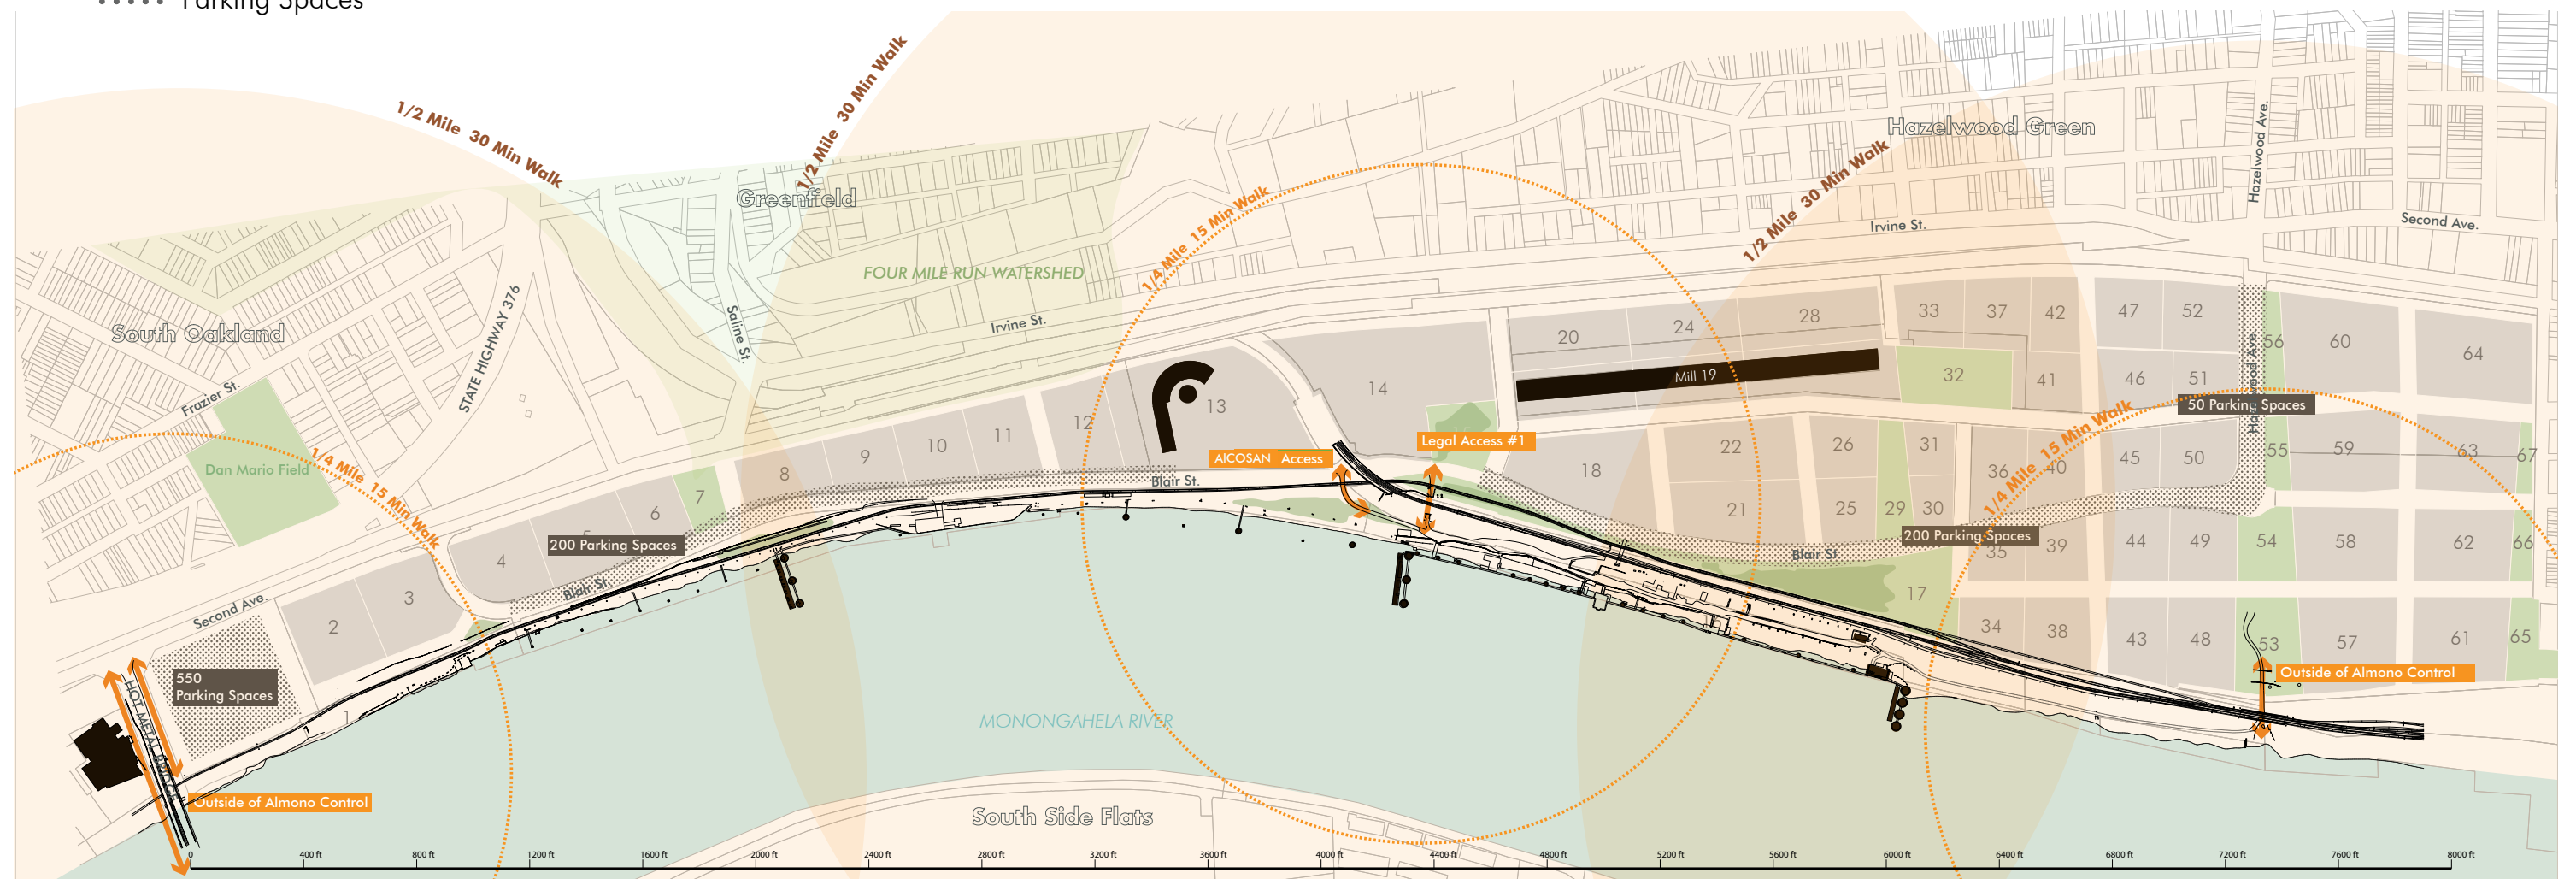 Parking Spaces
1/2 Mile 30 Min Walk
1/2 Mile 30 Min Walk
Hazelwood Green
Hazelwood Ave.
Greenfield
1/4 Mile 15 Min Walk
1/2 Mile 30 Min Walk
Irvine St.
Second Ave.
FOUR MILE RUN WATERSHED
STATE HIGHWAY 376
Saline St.
Irvine St.
South Oakland
20
24
28
33
37
42
47
52
56
60
64
Frazier St.
Mill 19
32
41
46
51
Hazelwood Ave.
50 Parking Spaces
14
13
12
11
10
9
8
7
6
5
4
3
2
1
Dan Mario Field
1/4 Mile 15 Min Walk
AlCOSAN Access
Legal Access #1
1/4 Mile 15 Min Walk
18
22
26
31
36
40
45
50
55
59
63
67
Blair St.
21
25
29
30
200 Parking Spaces
200 Parking Spaces
Blair St.
35
39
44
49
54
58
62
66
Blair St.
17
34
38
43
48
53
57
61
65
Second Ave.
550
Parking Spaces
Outside of Almono Control
HOT METAL BRIDGE
MONONGAHELA RIVER
Outside of Almono Control
South Side Flats
0
400 ft
800 ft
1200 ft
1600 ft
2000 ft
2400 ft
2800 ft
3200 ft
3600 ft
4000 ft
4400 ft
4800 ft
5200 ft
5600 ft
6000 ft
6400 ft
6800 ft
7200 ft
7600 ft
8000 ft